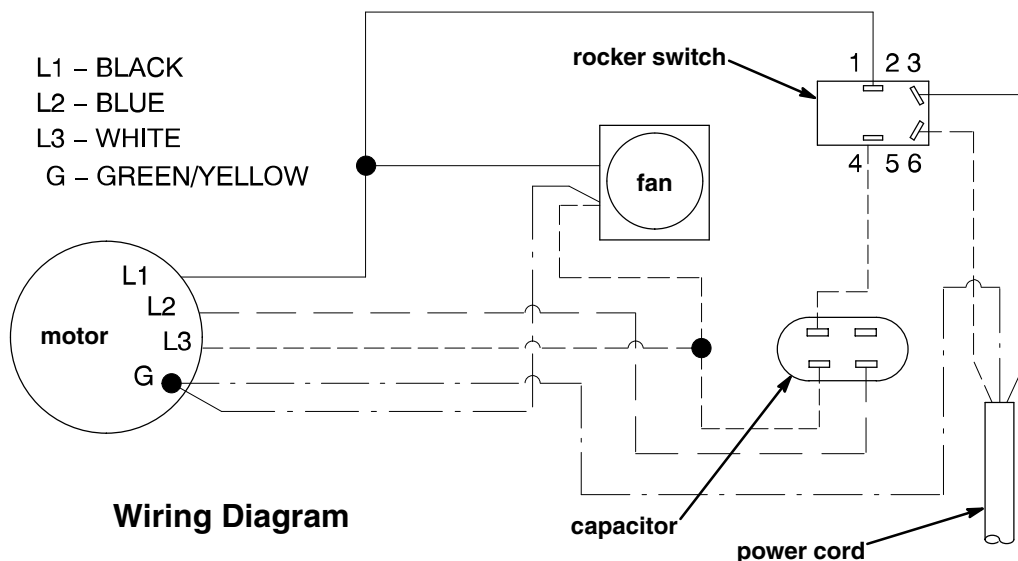 L1 – BLACK
L2 – BLUE
L3 – WHITE
G – GREEN/YELLOW
rocker switch
1 2 3
4 5 6
fan
L1
L2
motor
L3
G
Wiring Diagram
capacitor
power cord